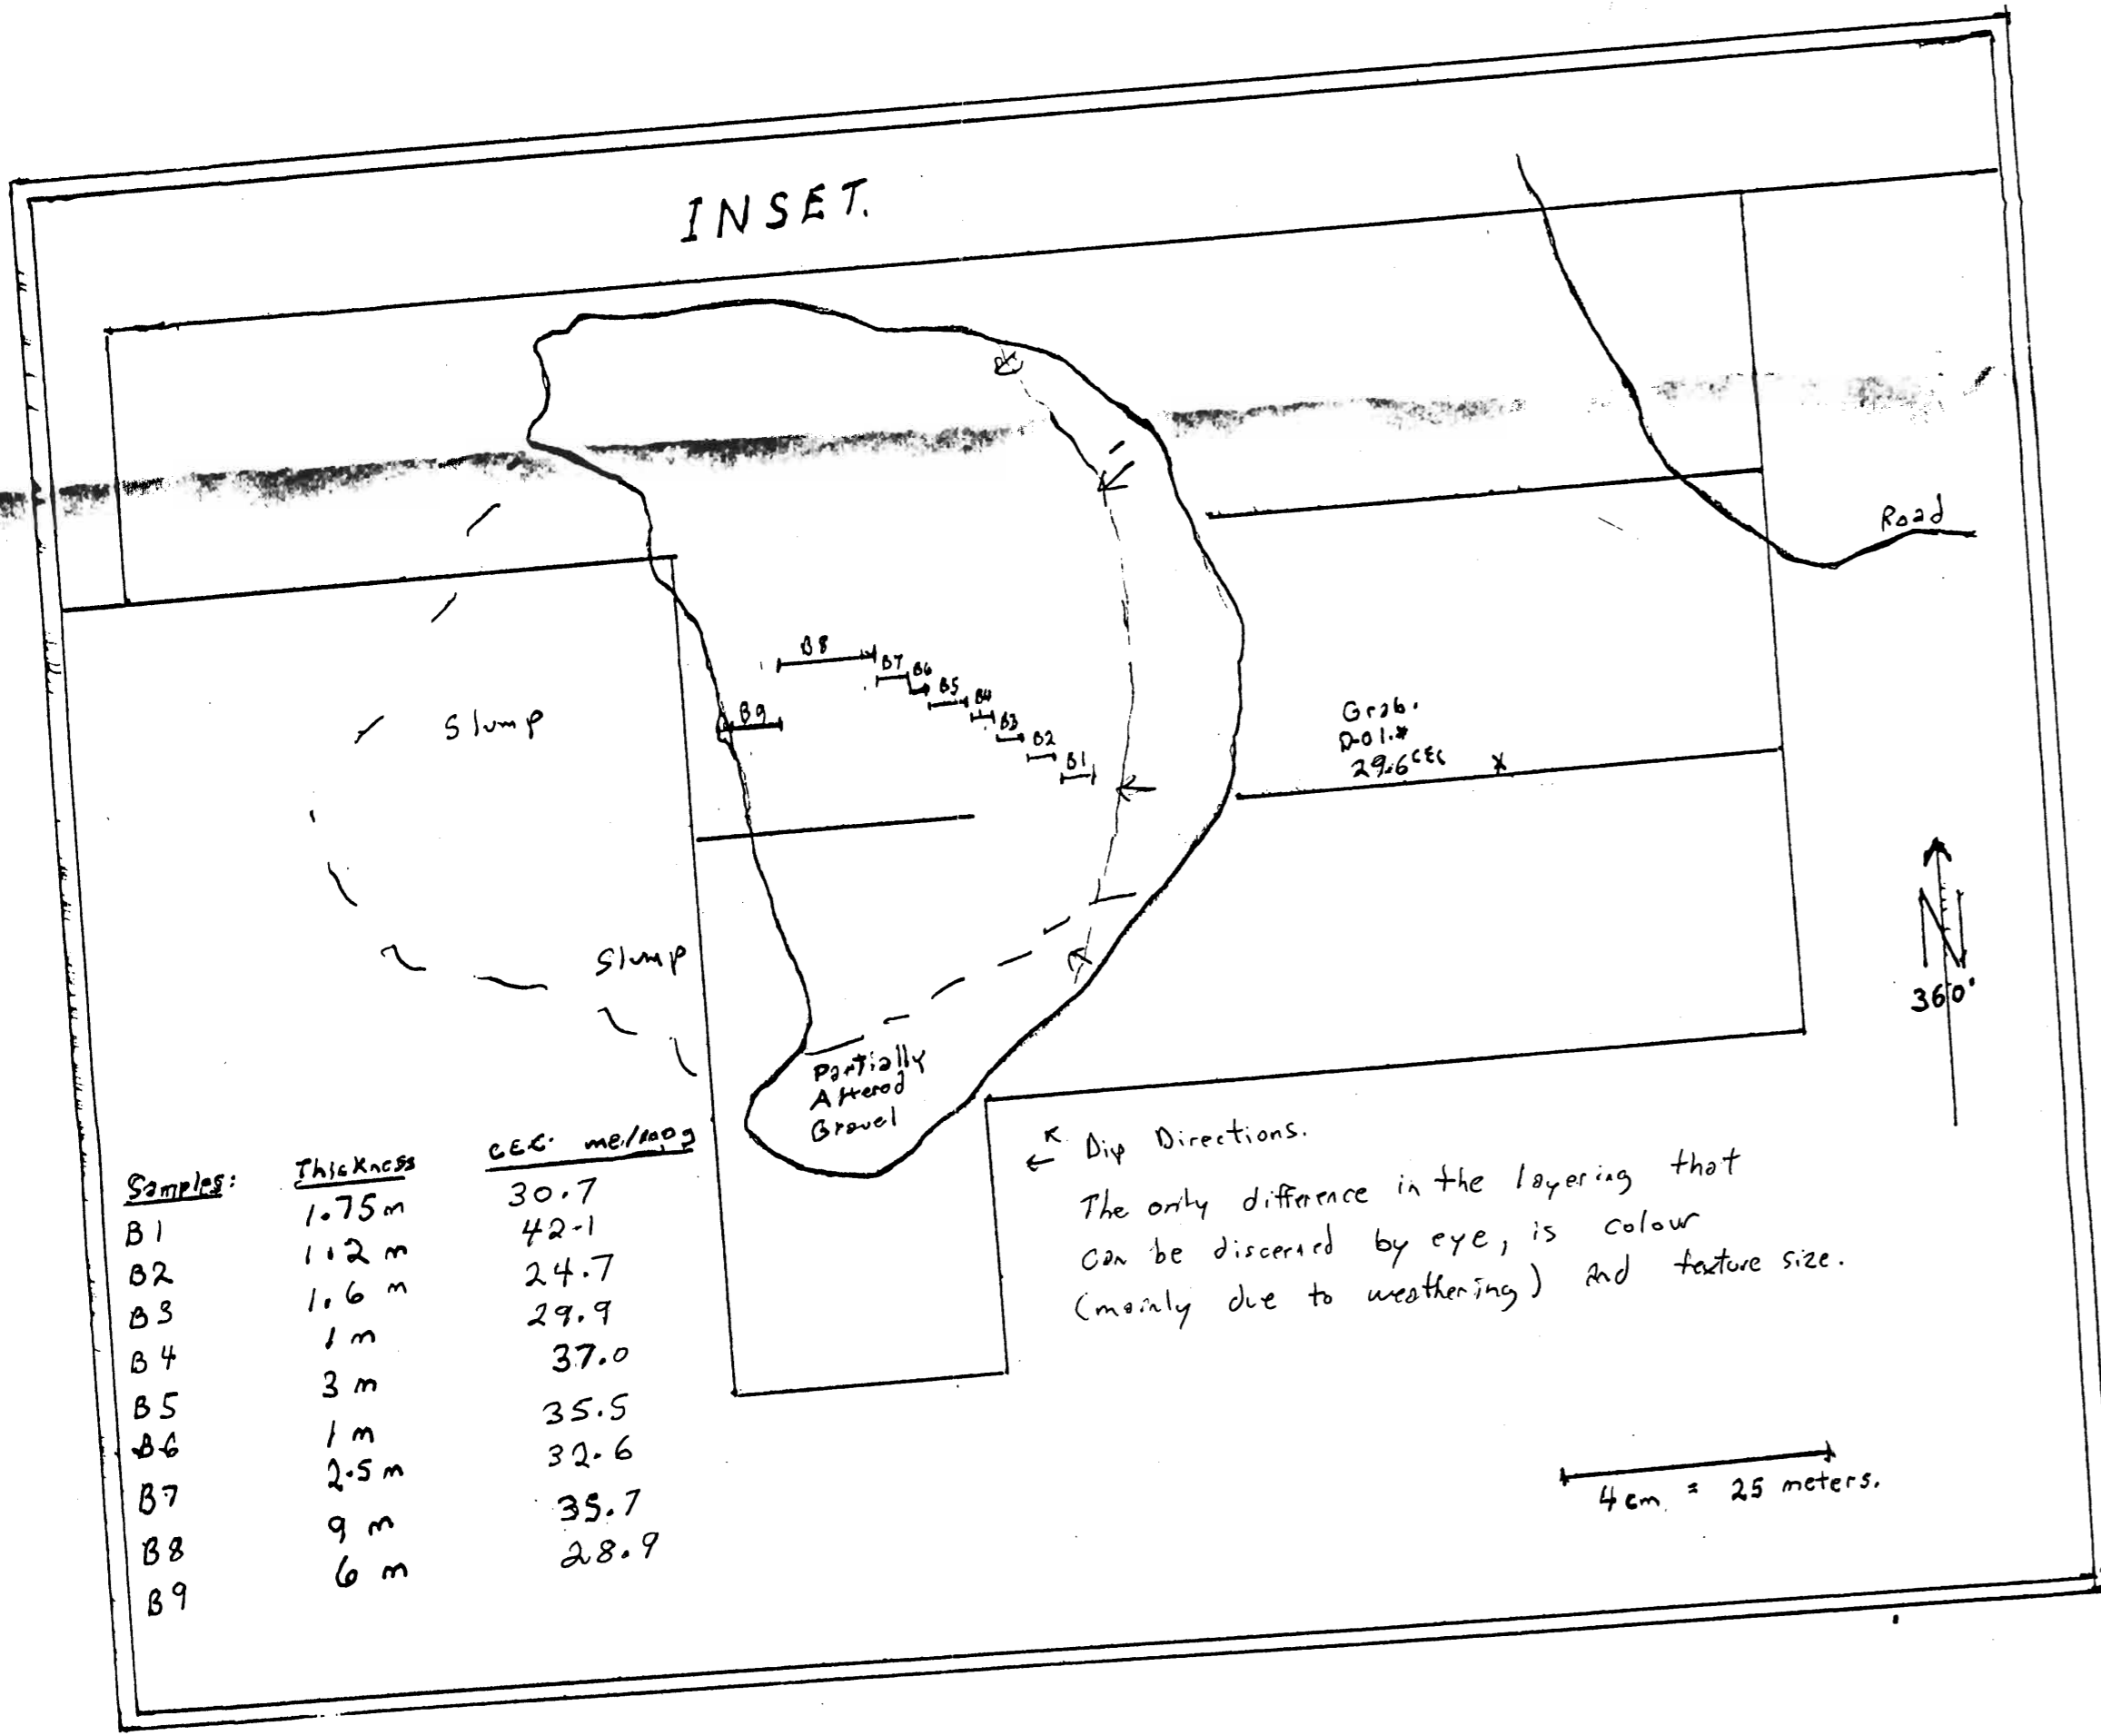 INSET.
Road
B8
B7
B6
B5
B4
B3
B2
B1
B9
Slump
Grab.
D-01.*
29.6 CEC x
Slump
N
360°
Partially
Altered
Gravel
Samples: Thickness C.E.C. me/100g
B1 1.75m 30.7
B2 1.2 m 42.1
B3 1.6 m 24.7
B4 1 m 29.9
B5 3 m 37.0
B6 1 m 35.5
B7 2.5 m 32.6
B8 9 m 35.7
B9 6 m 28.9
Dip Directions.
The only difference in the layering that
can be discerned by eye, is colour
(mainly due to weathering) and texture size.
4cm = 25 meters.